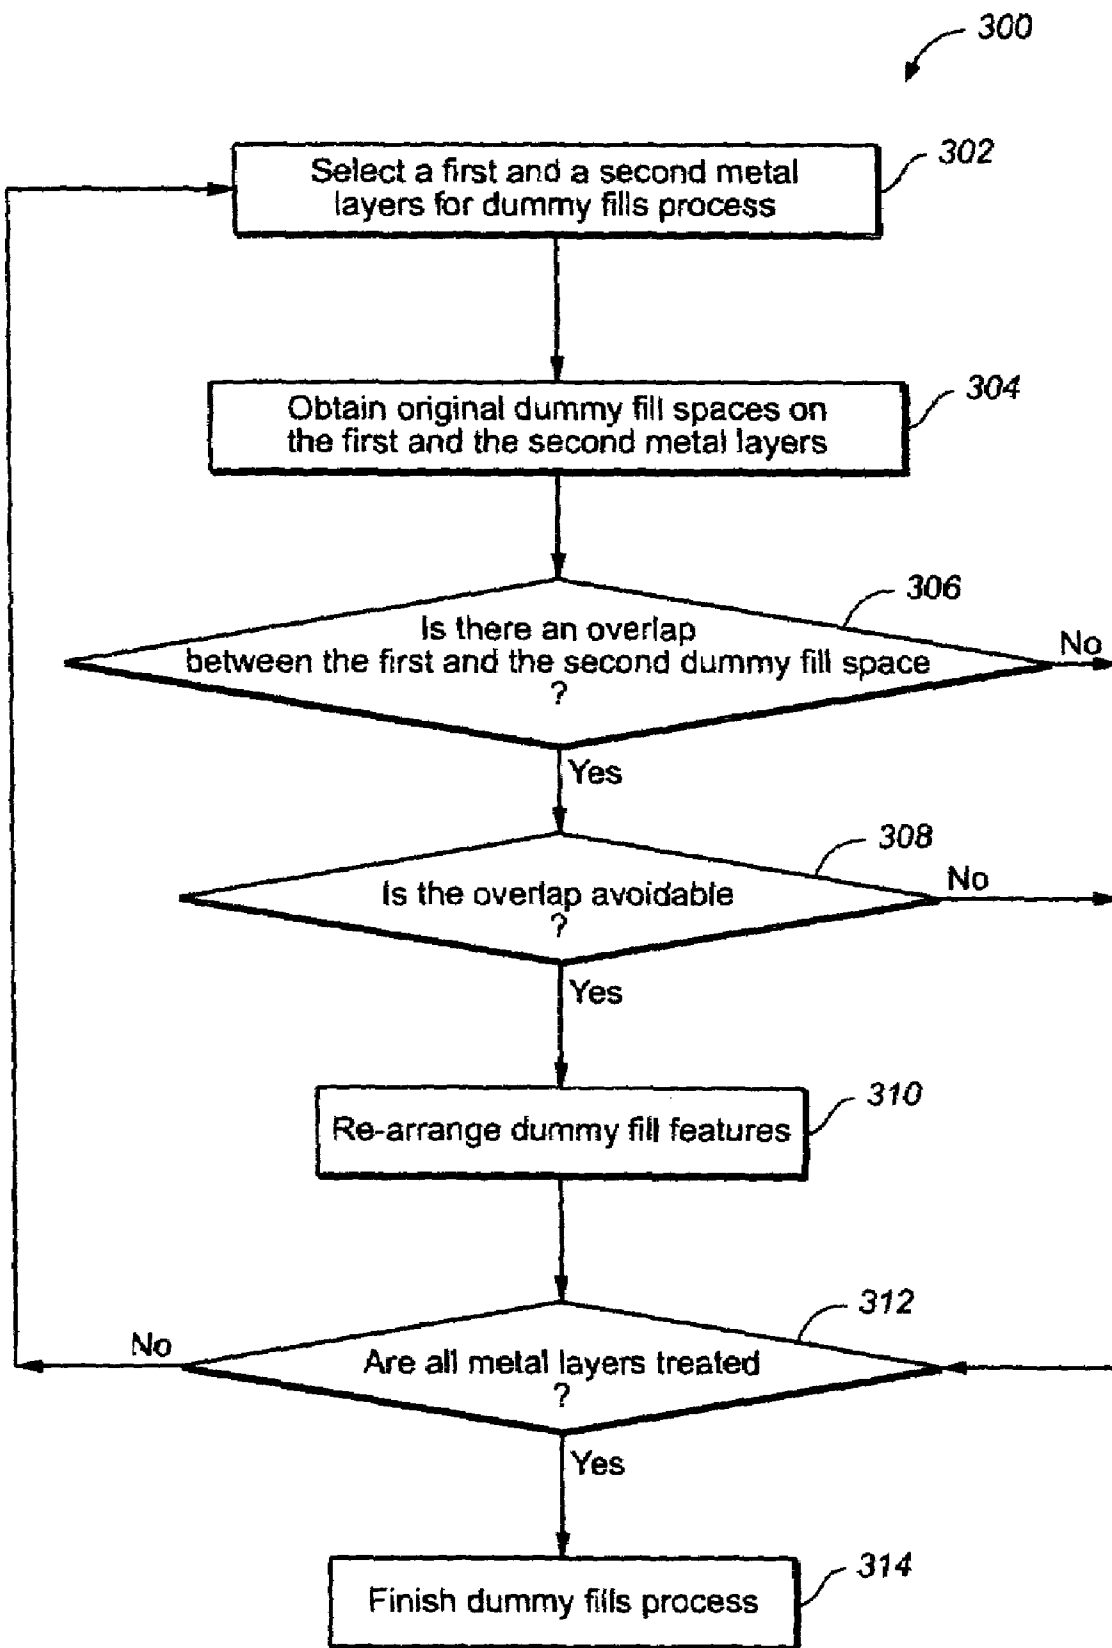 300
302
Select a first and a second metal
layers for dummy fills process
304
Obtain original dummy fill spaces on
the first and the second metal layers
306
Is there an overlap
between the first and the second dummy fill space
?
No
Yes
308
Is the overlap avoidable
?
No
Yes
310
Re-arrange dummy fill features
312
No
Are all metal layers treated
?
Yes
314
Finish dummy fills process